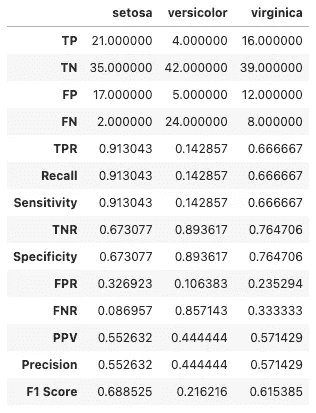 setosa versicolor virginica
TP 21.000000 4.000000 16.000000
TN 35.000000 42.000000 39.000000
FP 17.000000 5.000000 12.000000
FN 2.000000 24.000000 8.000000
TPR 0.913043 0.142857 0.666667
Recall 0.913043 0.142857 0.666667
Sensitivity 0.913043 0.142857 0.666667
TNR 0.673077 0.893617 0.764706
Specificity 0.673077 0.893617 0.764706
FPR 0.326923 0.106383 0.235294
FNR 0.086957 0.857143 0.333333
PPV 0.552632 0.444444 0.571429
Precision 0.552632 0.444444 0.571429
F1 Score 0.688525 0.216216 0.615385